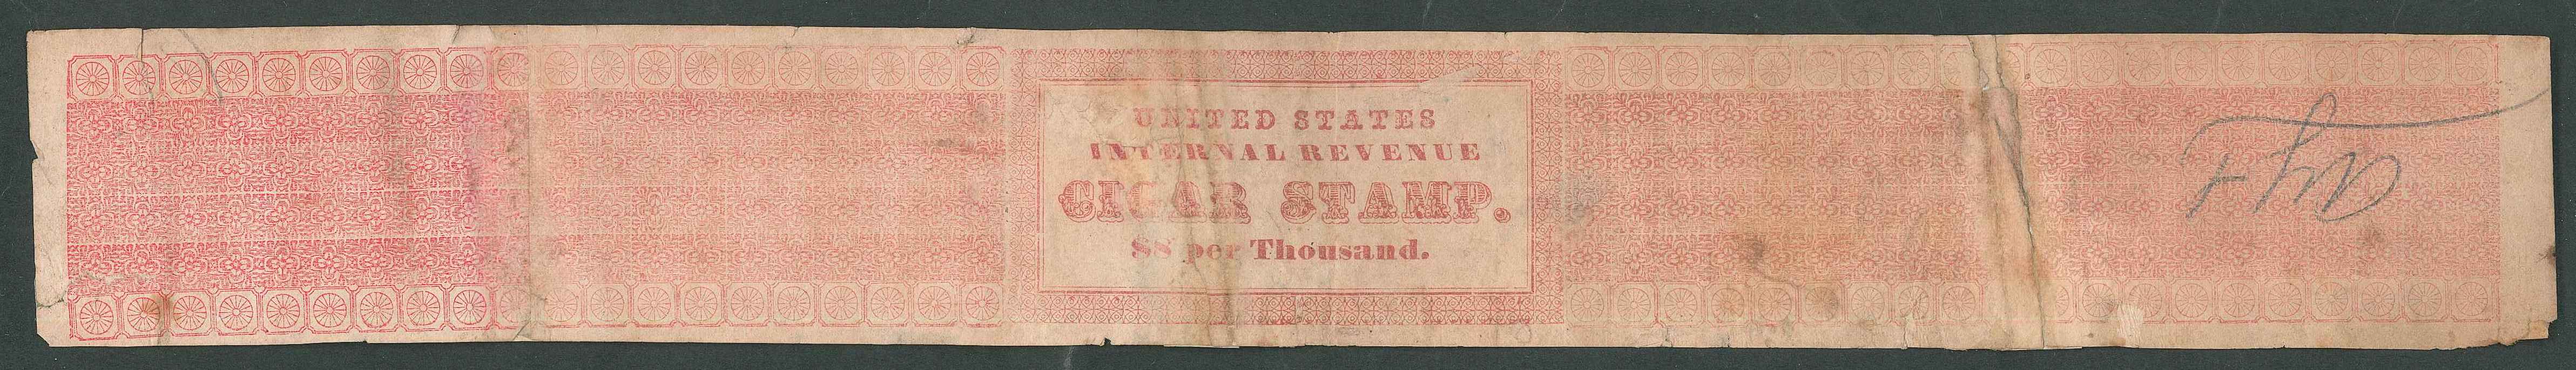 UNITED STATES
INTERNAL REVENUE
CIGAR STAMP.
$8 per Thousand.